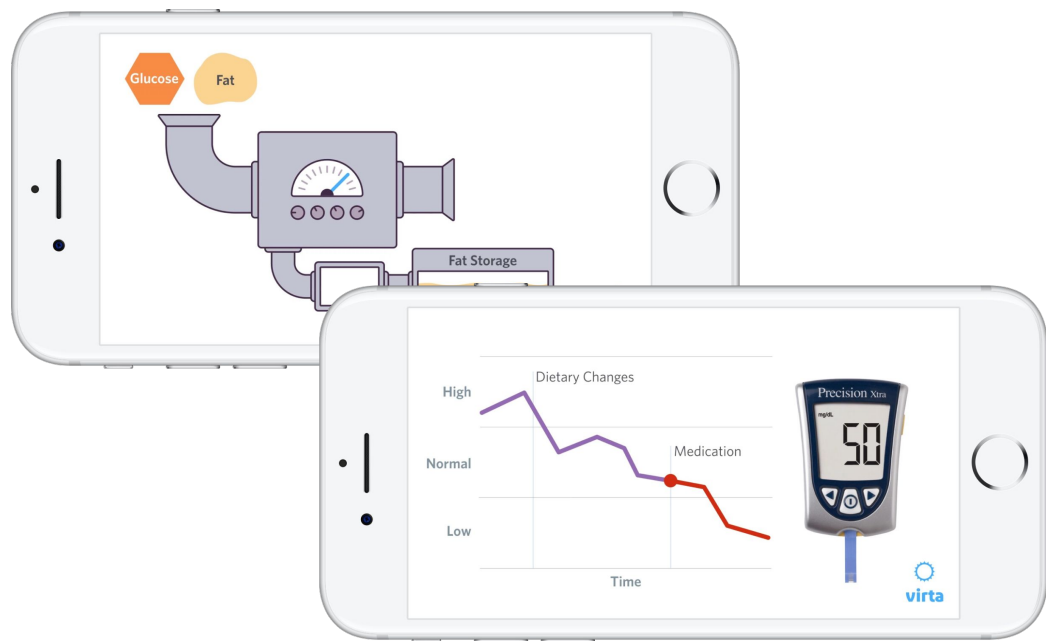 Glucose
Fat
Fat Storage
Dietary Changes
High
Precision Xtra
mg/dL
50
Medication
Normal
Low
Time
virta